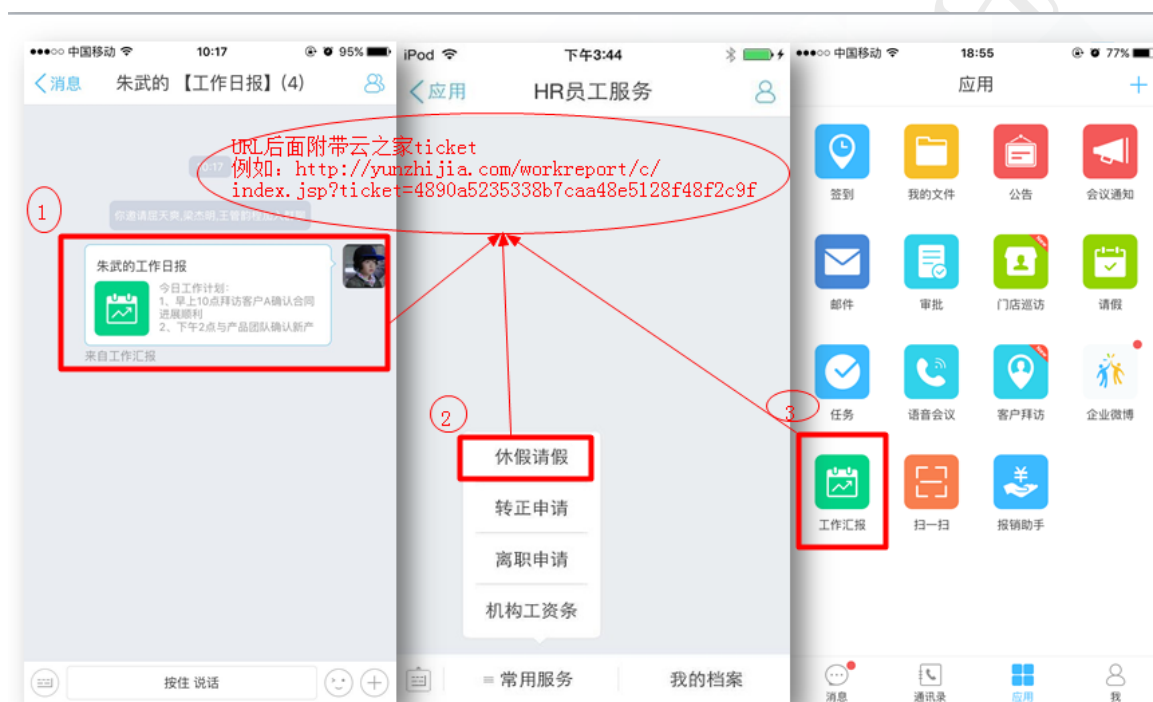 中国移动
10:17
95%
消息
朱武的 【工作日报】(4)
10:17
URL后面附带云之家ticket
例如: http://yunzhijia.com/workreport/c/
index.jsp?ticket=4890a5235338b7caa48e5128f48f2c9f
1
朱武的工作日报
今日工作计划:
1、早上10点拜访客户A确认合同
进展顺利
2、下午2点与产品团队确认新产
来自工作汇报
按住 说话
iPod
下午3:44
应用
HR员工服务
2
休假请假
转正申请
离职申请
机构工资条
≡ 常用服务
我的档案
中国移动
18:55
77%
应用
签到
我的文件
公告
会议通知
邮件
审批
门店巡访
请假
3
任务
语音会议
客户拜访
企业微博
工作汇报
扫一扫
报销助手
消息
通讯录
应用
我